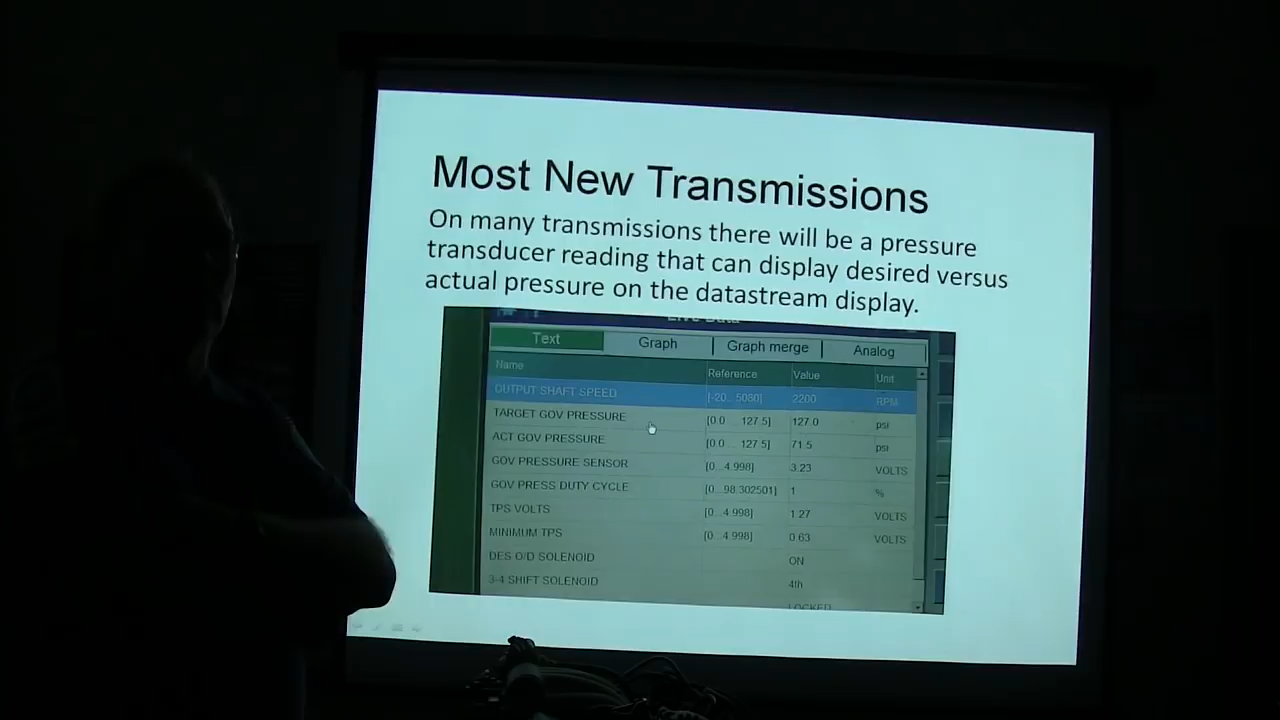 Most New Transmissions
On many transmissions there will be a pressure
transducer reading that can display desired versus
actual pressure on the datastream display.
Text Graph Graph merge Analog
Name Reference Value Unit
OUTPUT SHAFT SPEED [-20... 5080] 2200 RPM
TARGET GOV PRESSURE [0.0 ... 127.5] 127.0 psi
ACT GOV PRESSURE [0.0 ... 127.5] 71.5 psi
GOV PRESSURE SENSOR [0...4.998] 3.23 VOLTS
GOV PRESS DUTY CYCLE [0...98.302501] 1 %
TPS VOLTS [0...4.998] 1.27 VOLTS
MINIMUM TPS [0...4.998] 0.63 VOLTS
DES O/D SOLENOID ON
3-4 SHIFT SOLENOID 4th
LOCKED